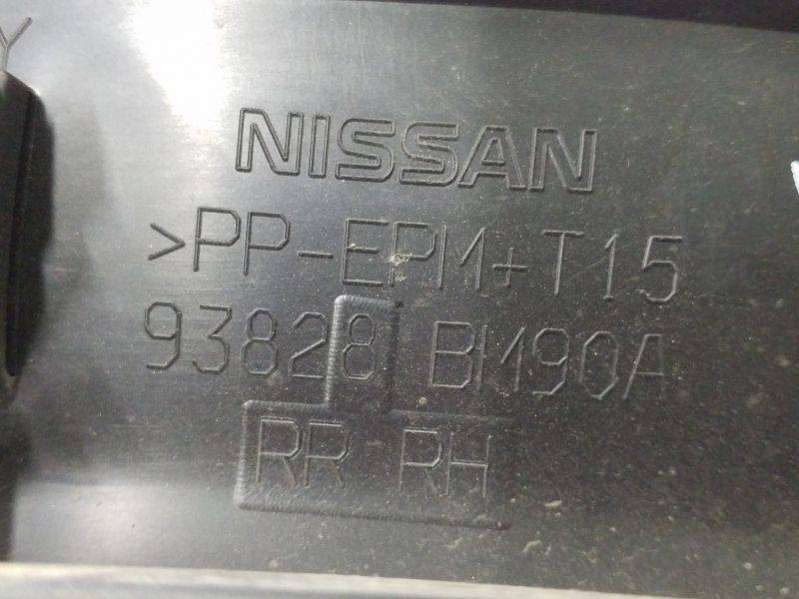 Y
NISSAN
>PP-EPM+T15
93828 BM90A
RR RH